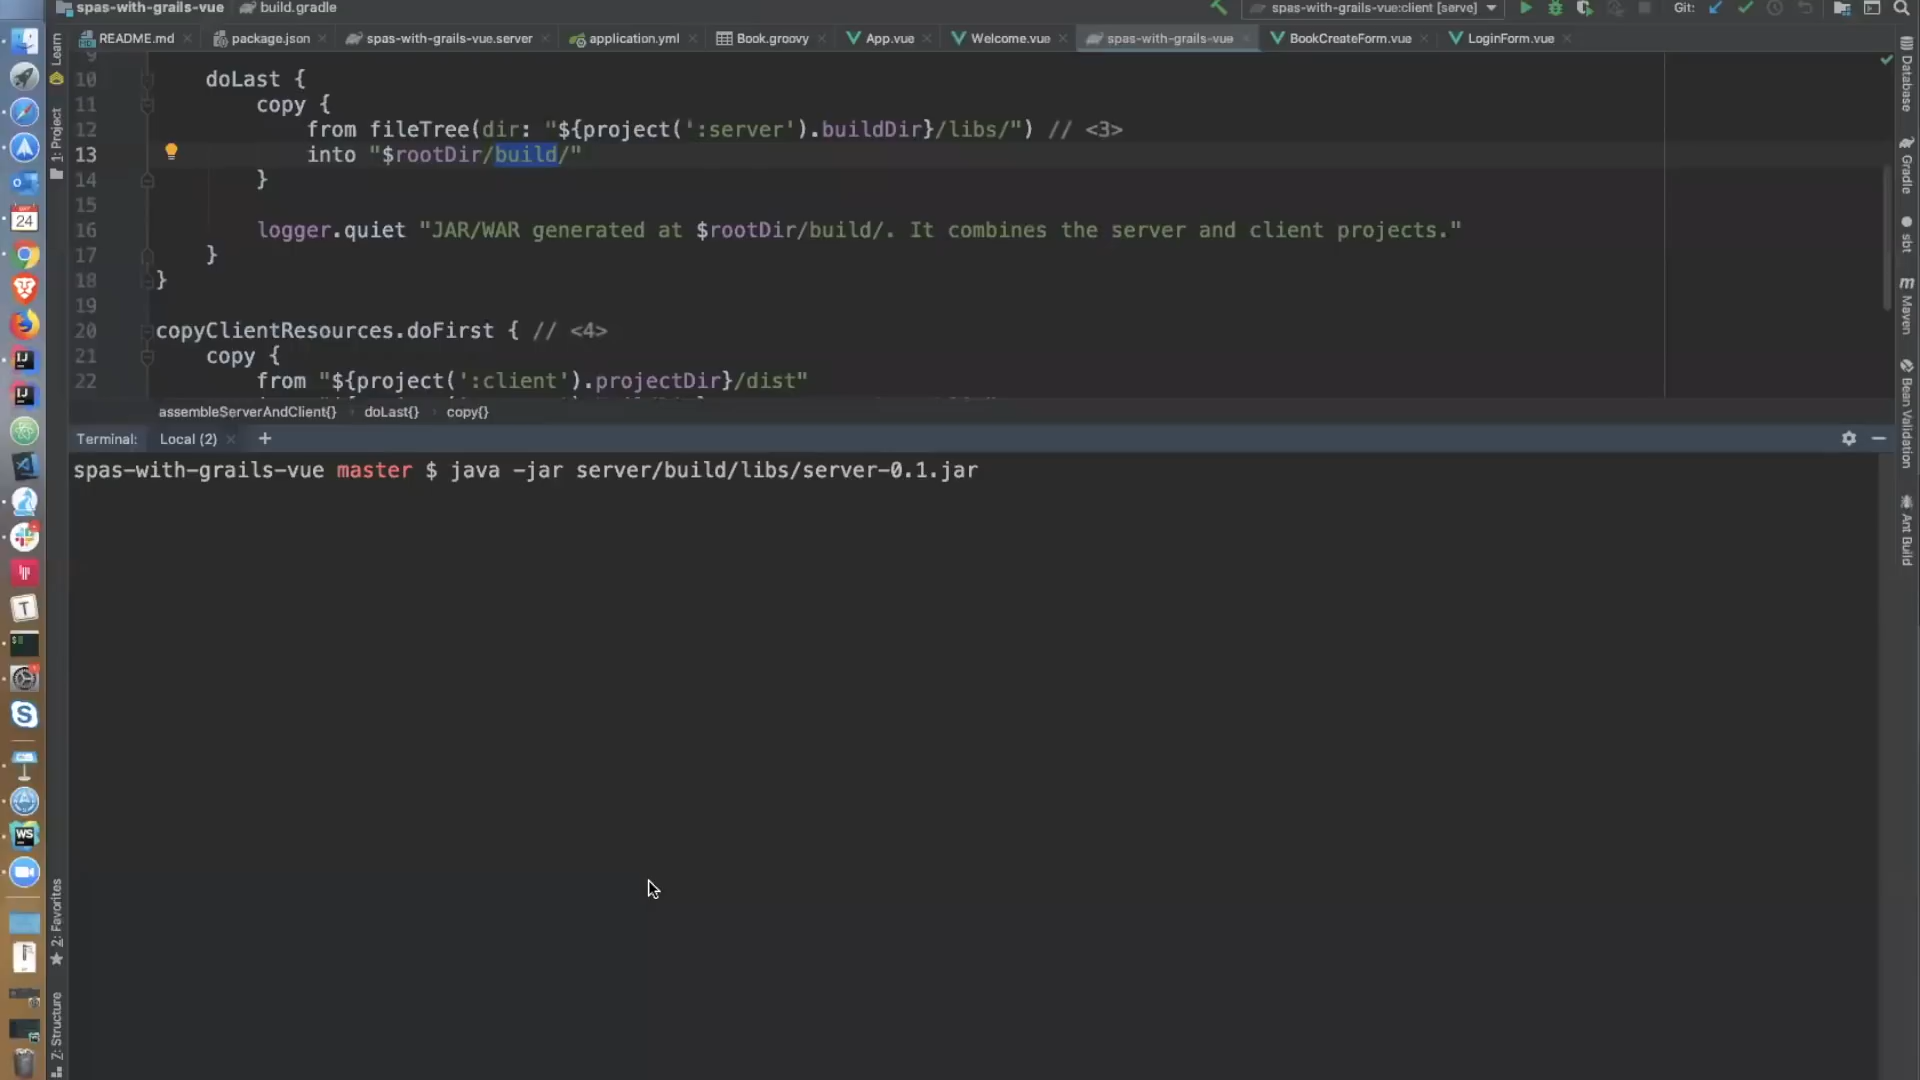 spas-with-grails-vue build.gradle spas-with-grails-vue:client [serve] Git:
README.md package.json spas-with-grails-vue.server application.yml Book.groovy App.vue Welcome.vue spas-with-grails-vue BookCreateForm.vue LoginForm.vue
9
10 doLast {
11 copy {
12 from fileTree(dir: "${project(':server').buildDir}/libs/") // <3>
13 into "$rootDir/build/"
14 }
15
16 logger.quiet "JAR/WAR generated at $rootDir/build/. It combines the server and client projects."
17 }
18 }
19
20 copyClientResources.doFirst { // <4>
21 copy {
22 from "${project(':client').projectDir}/dist"
assembleServerAndClient{} › doLast{} › copy{}
Terminal: Local (2) +
spas-with-grails-vue master $ java -jar server/build/libs/server-0.1.jar
Learn
1: Project
2: Favorites
Z: Structure
Database
Gradle
sbt
Maven
Bean Validation
Ant Build
24
IJ
IJ
T
S
WS